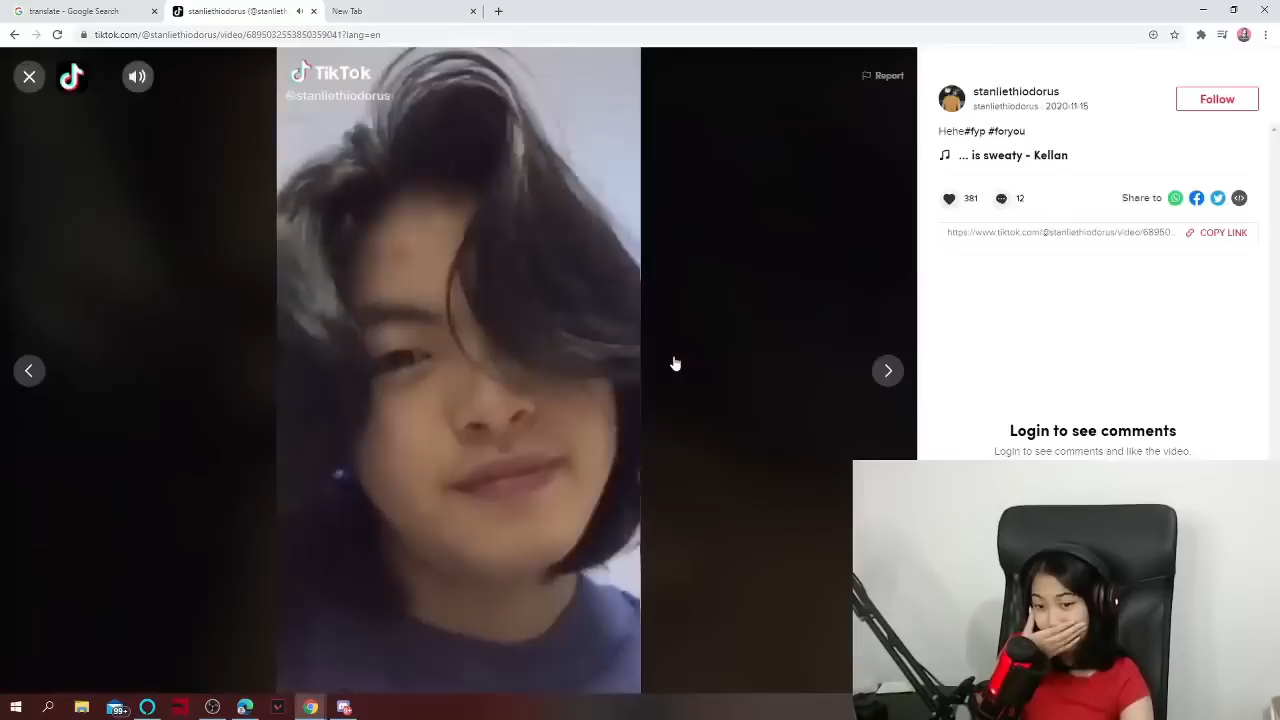 translate - Google Search
stanliethiodorus (@stanlieth
New Tab
tiktok.com/@stanliethiodorus/video/6895032553850359041?lang=en
TikTok
@stanliethiodorus
Report
stanliethiodorus
stanliethiodorus · 2020-11-15
Follow
Hehe#fyp #foryou
... is sweaty - Kellan
381
12
Share to
https://www.tiktok.com/@stanliethiodorus/video/68950...
COPY LINK
Login to see comments
Login to see comments and like the video.
99+